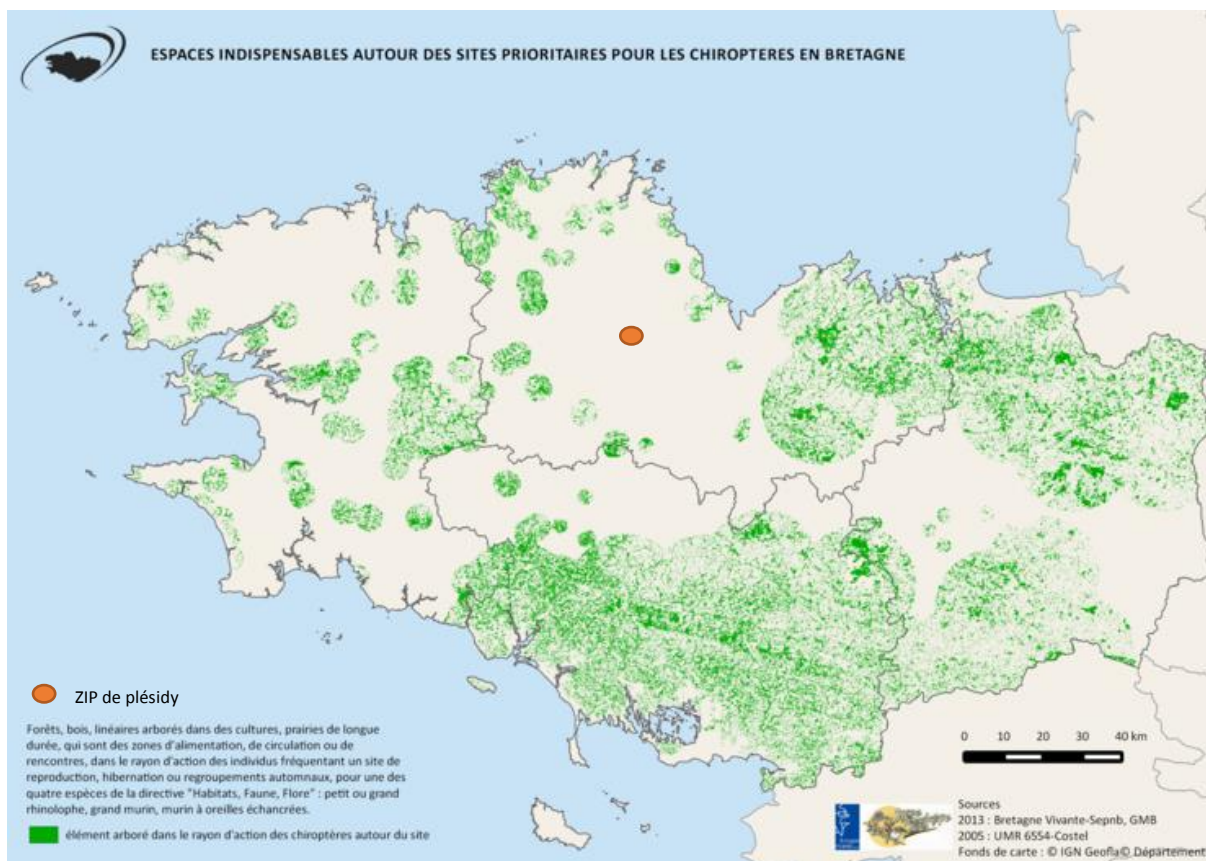 ESPACES INDISPENSABLES AUTOUR DES SITES PRIORITAIRES POUR LES CHIROPTERES EN BRETAGNE
ZIP de plésidy
Forêts, bois, linéaires arborés dans des cultures, prairies de longue
durée, qui sont des zones d'alimentation, de circulation ou de
rencontres, dans le rayon d'action des individus fréquentant un site de
reproduction, hibernation ou regroupements automnaux, pour une des
quatre espèces de la directive "Habitats, Faune, Flore" : petit ou grand
rhinolophe, grand murin, murin à oreilles échancrées.
élément arboré dans le rayon d'action des chiroptères autour du site
0 10 20 30 40 km
Sources
2013 : Bretagne Vivante-Sepnb, GMB
2005 : UMR 6554-Costel
Fonds de carte : © IGN Geofla© Département